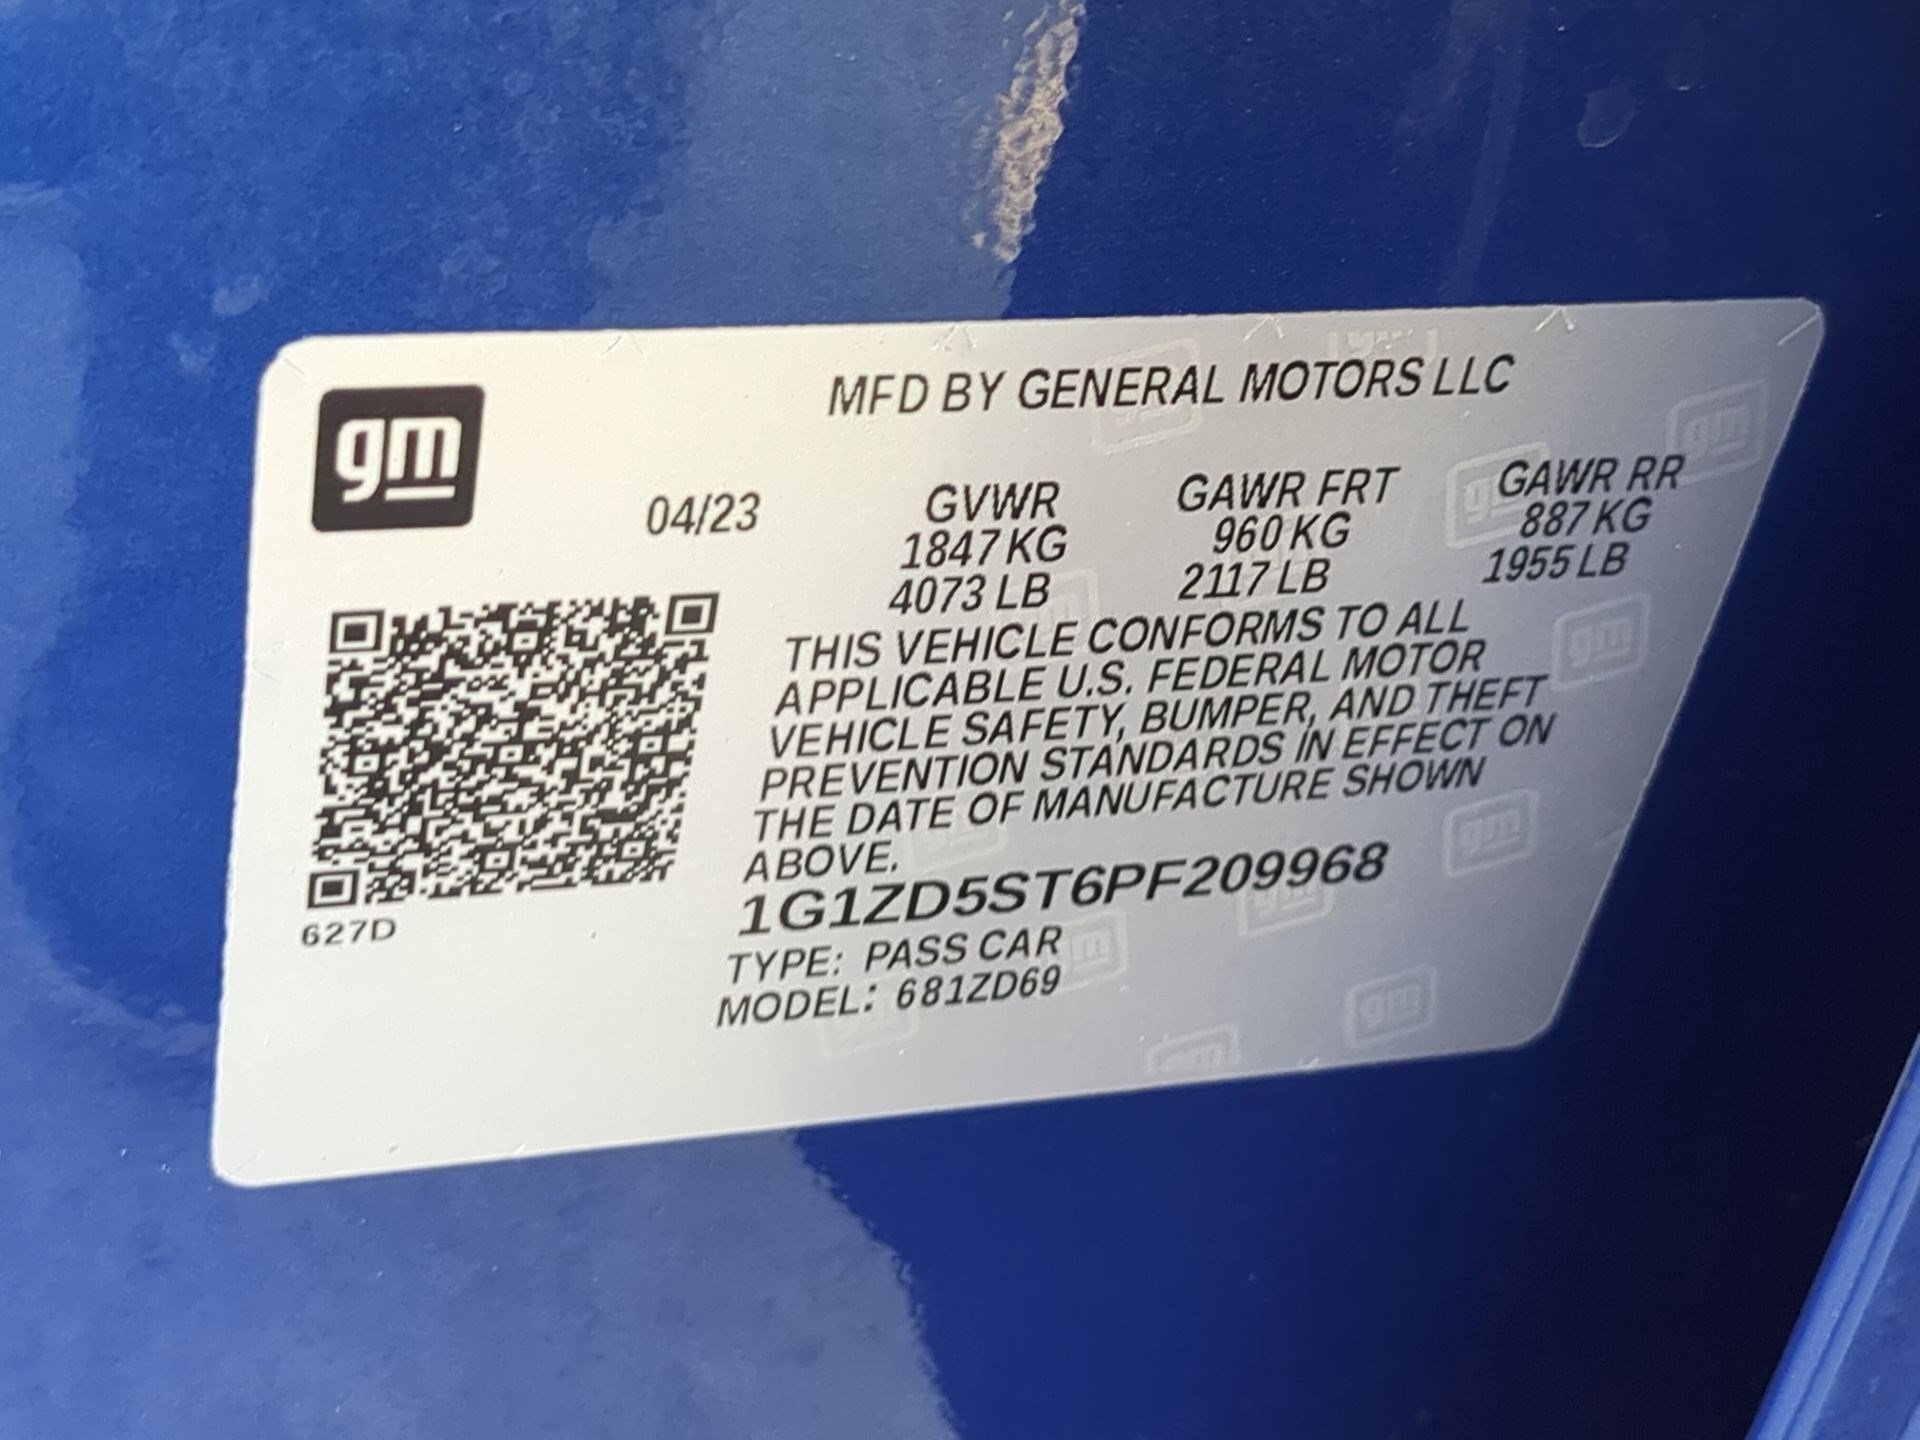 gm
MFD BY GENERAL MOTORS LLC
04/23
GVWR GAWR FRT GAWR RR
1847 KG 960 KG 887 KG
4073 LB 2117 LB 1955 LB
THIS VEHICLE CONFORMS TO ALL
APPLICABLE U.S. FEDERAL MOTOR
VEHICLE SAFETY, BUMPER, AND THEFT
PREVENTION STANDARDS IN EFFECT ON
THE DATE OF MANUFACTURE SHOWN
ABOVE.
1G1ZD5ST6PF209968
TYPE: PASS CAR
MODEL: 681ZD69
627D